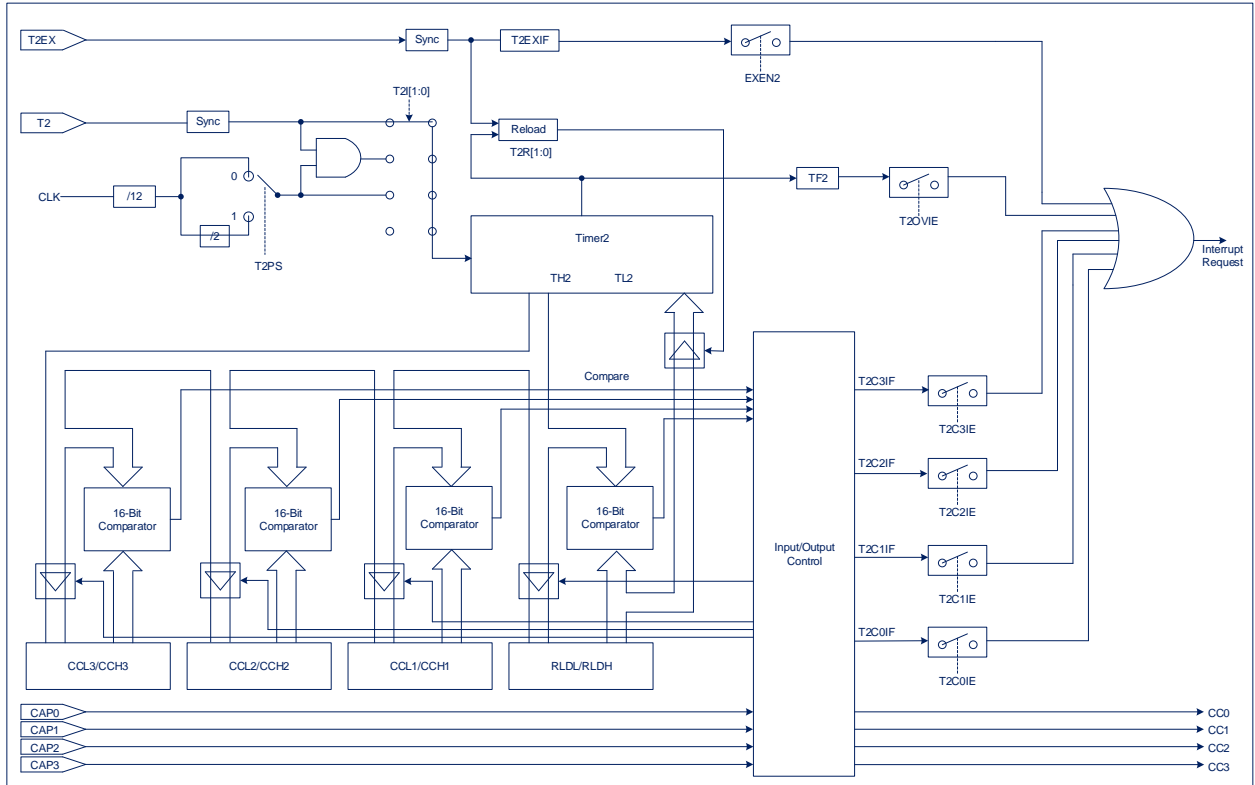 T2EX
Sync
T2EXIF
EXEN2
T2I[1:0]
T2
Sync
Reload
T2R[1:0]
0
CLK
/12
1
/2
T2PS
TF2
T2OVIE
Timer2
TH2 TL2
Interrupt
Request
Compare
T2C3IF
T2C3IE
T2C2IF
T2C2IE
16-Bit
Comparator
16-Bit
Comparator
16-Bit
Comparator
16-Bit
Comparator
Input/Output
Control
T2C1IF
T2C1IE
T2C0IF
T2C0IE
CCL3/CCH3
CCL2/CCH2
CCL1/CCH1
RLDL/RLDH
CAP0
CAP1
CAP2
CAP3
CC0
CC1
CC2
CC3